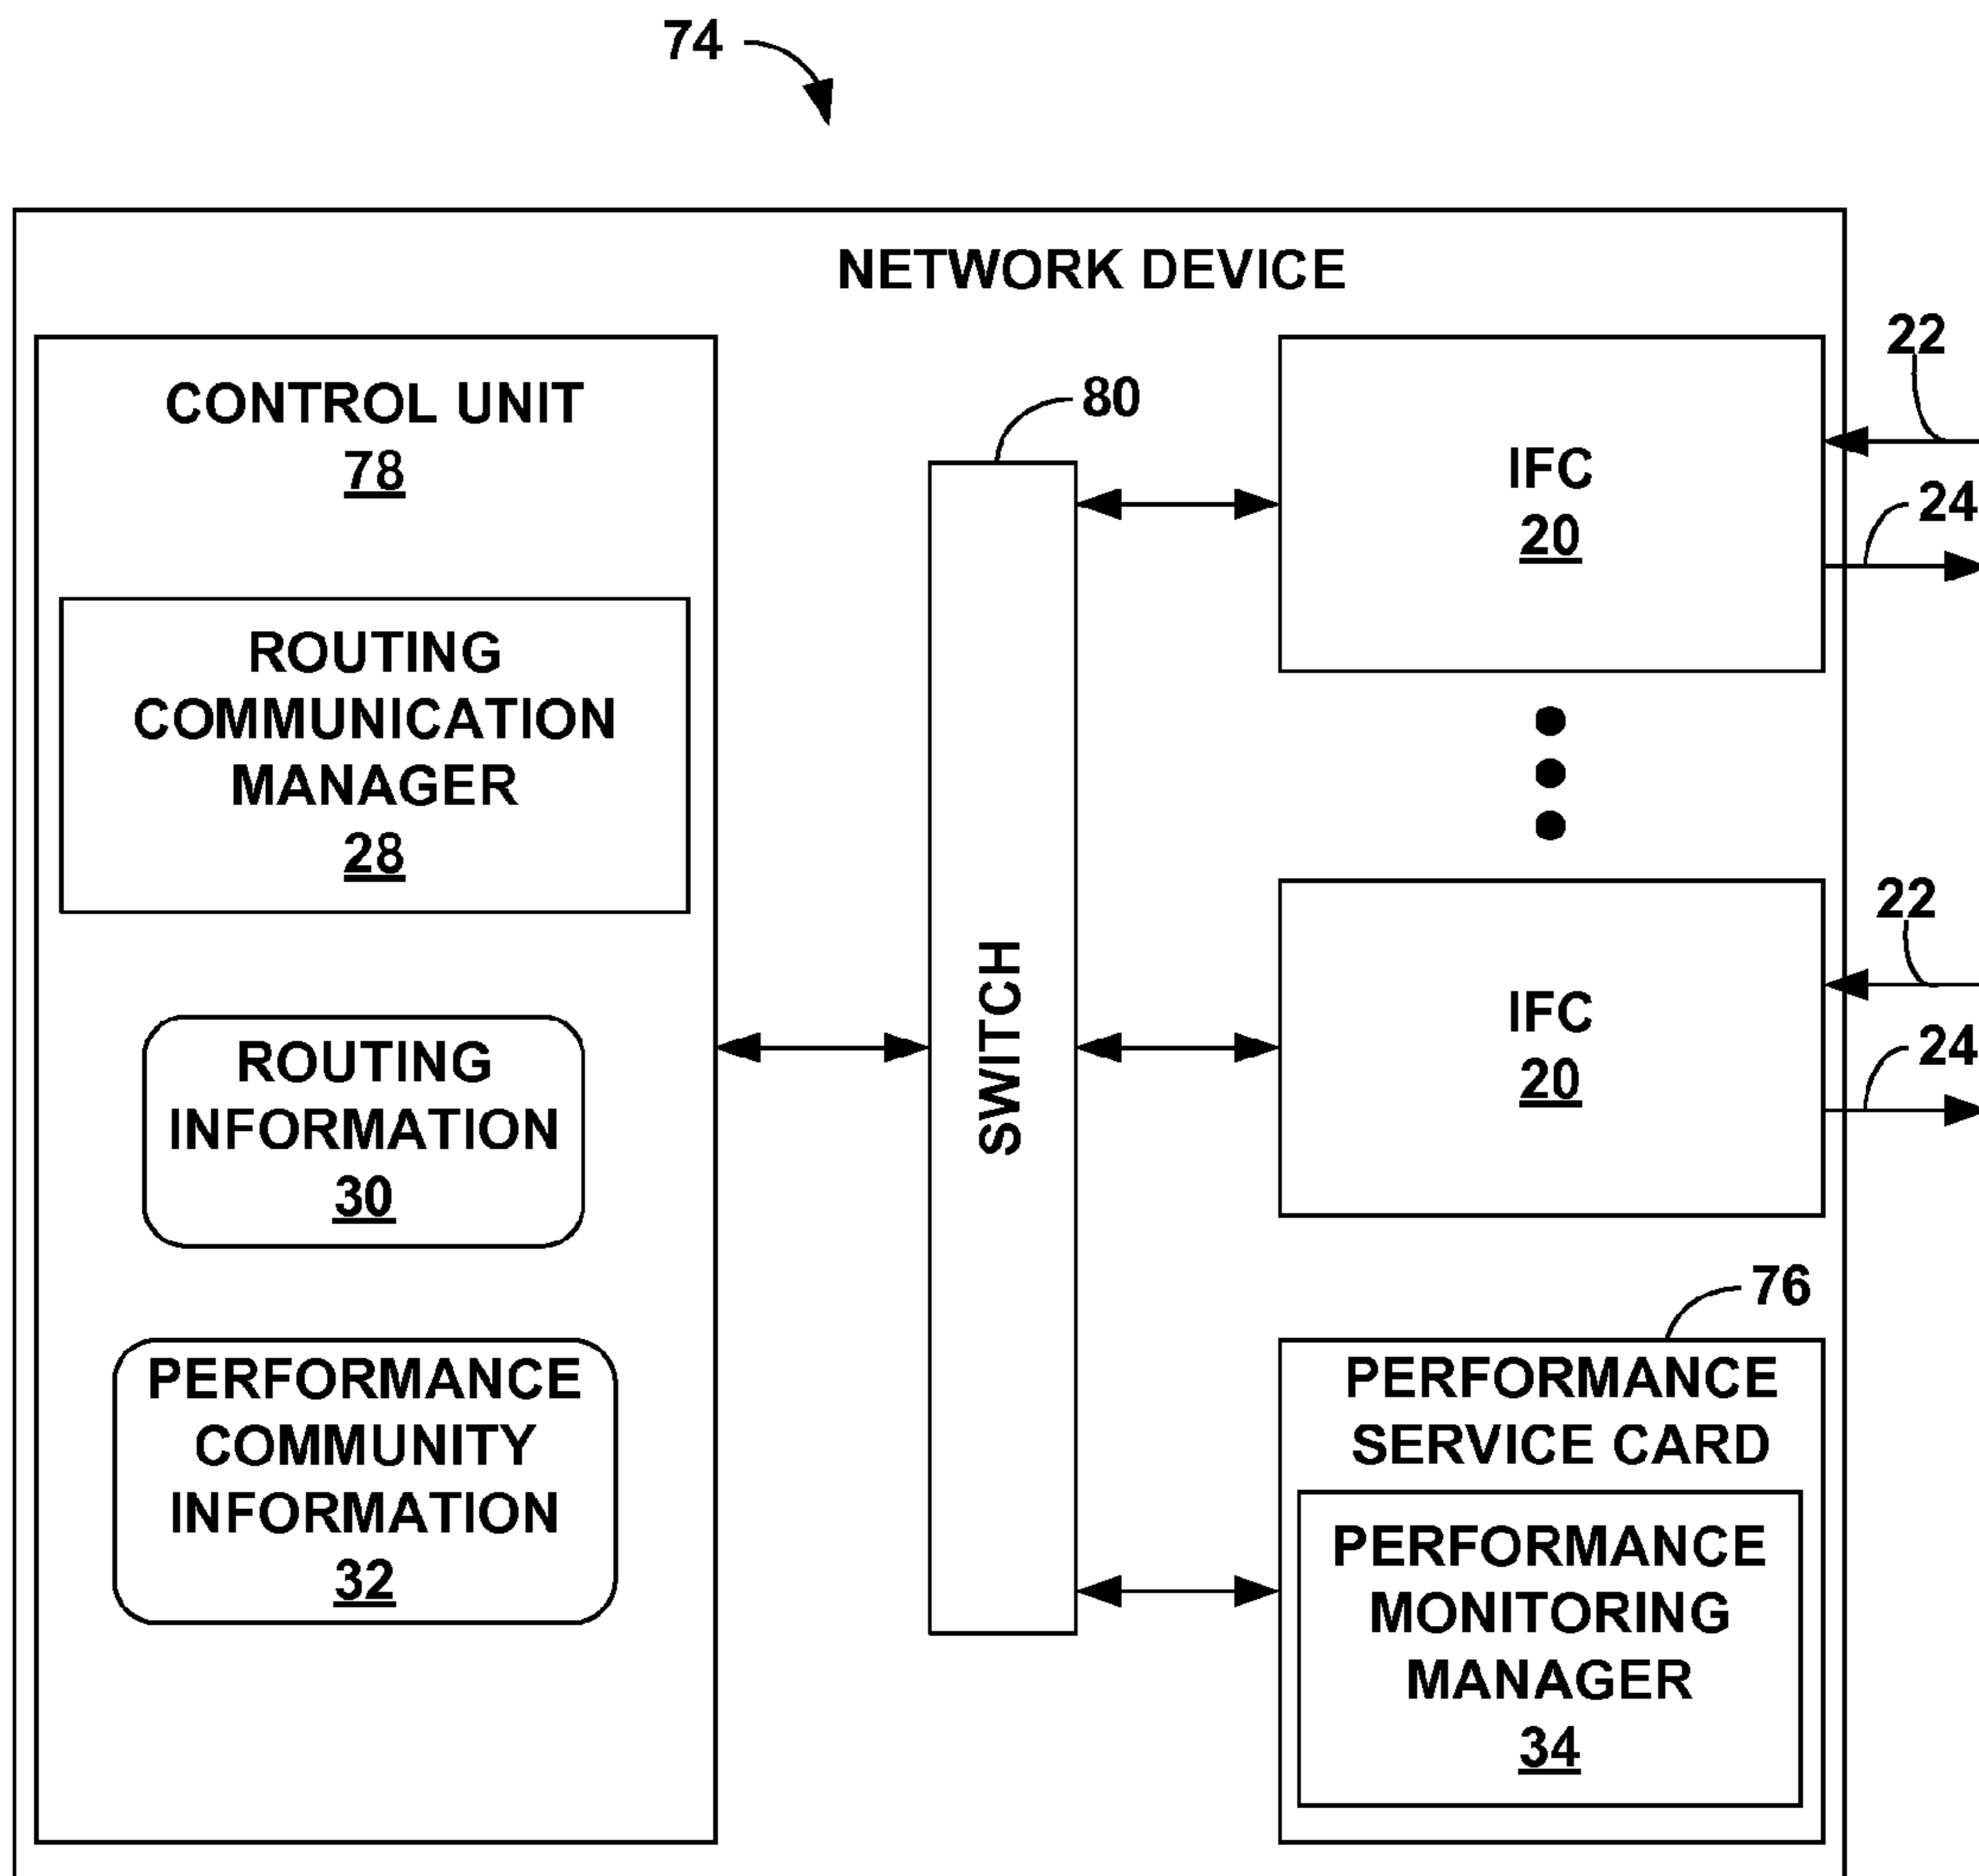 74
NETWORK DEVICE
CONTROL UNIT
78
ROUTING
COMMUNICATION
MANAGER
28
ROUTING
INFORMATION
30
PERFORMANCE
COMMUNITY
INFORMATION
32
80
SWITCH
IFC
20
22
24
IFC
20
22
24
76
PERFORMANCE
SERVICE CARD
PERFORMANCE
MONITORING
MANAGER
34